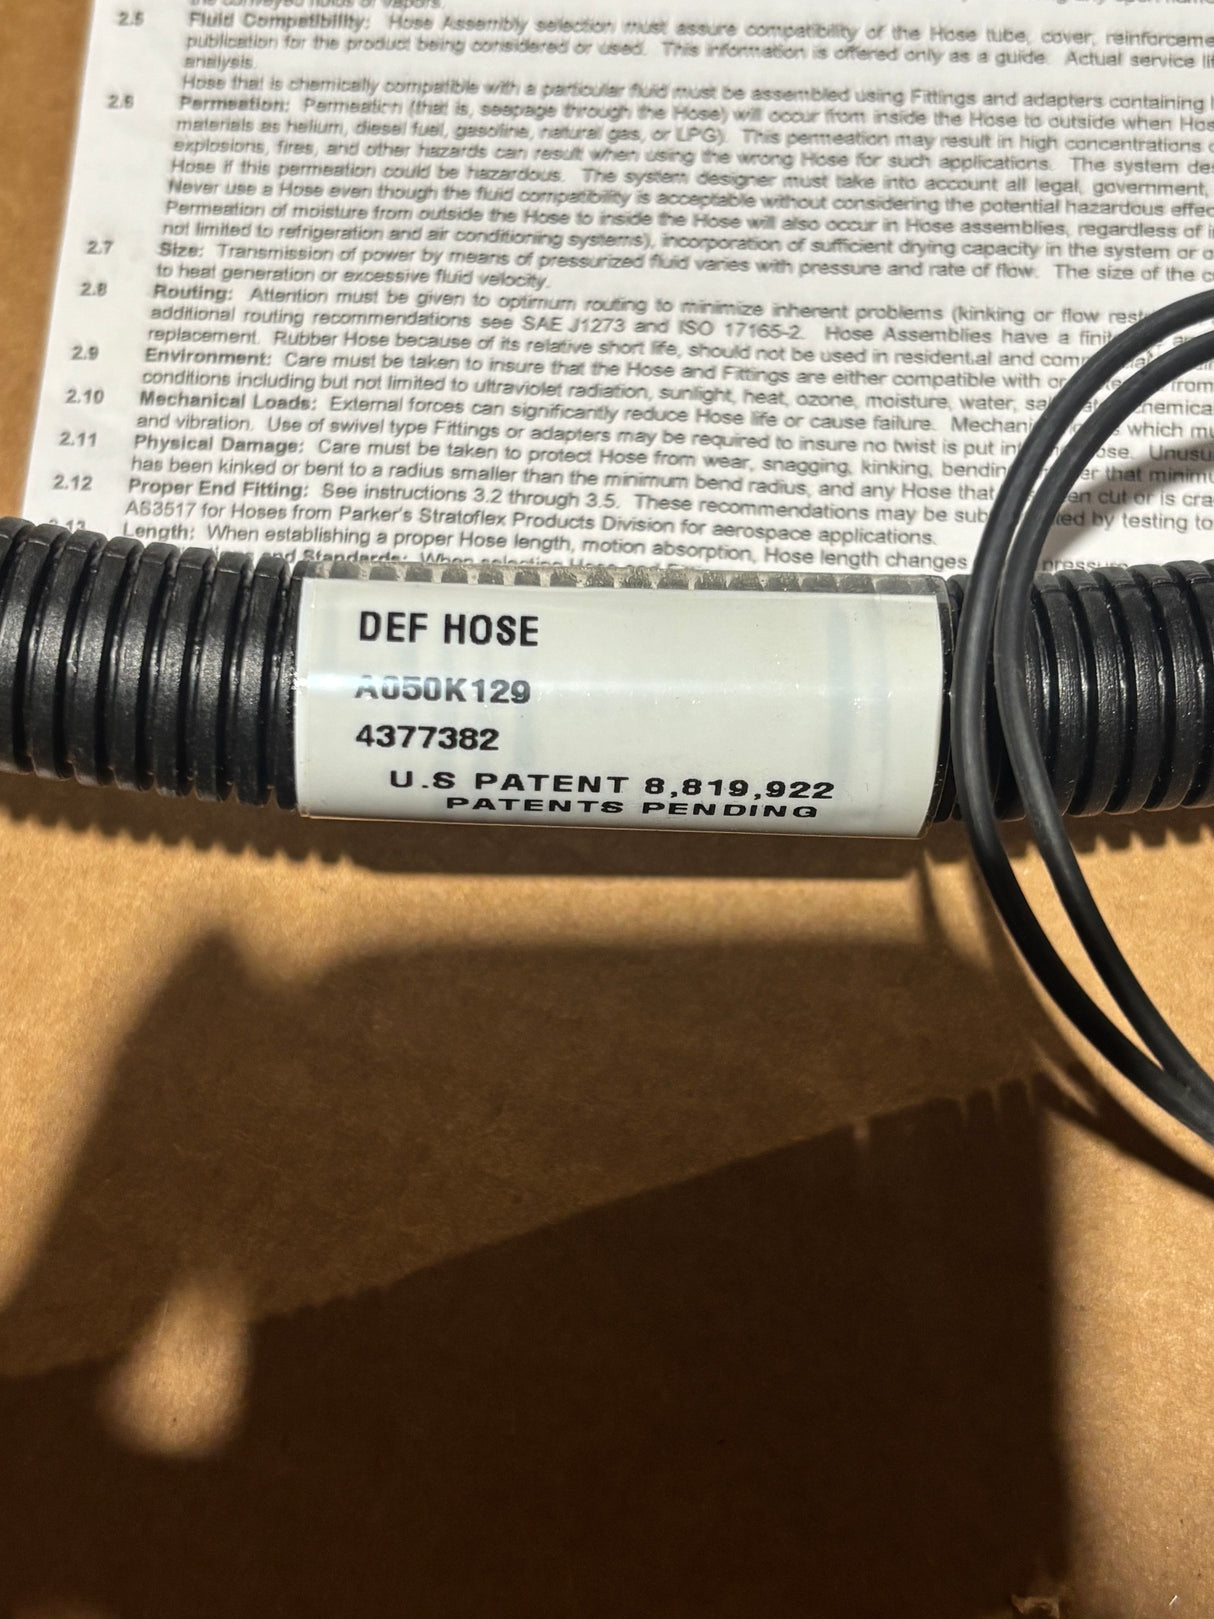 2.5 Fluid Compatibility: Hose Assembly selection must assure compatibility of the Hose tube, cover,
publication for the product being considered or used. This information is offered only as a guide. Actual service
analysis.
Hose that is chemically compatible with a particular fluid must be assembled using Fittings and adapters containing
2.6 Permeation: Permeation (that is, seepage through the Hose) will occur from inside the Hose to outside when
materials as helium, diesel fuel, gasoline, natural gas, or LPG). This permeation may result in high concentrations
explosions, fires, and other hazards can result when using the wrong Hose for such applications. The system
Hose if this permeation could be hazardous. The system designer must take into account all legal, government,
Never use a Hose even though the fluid compatibility is acceptable without considering the potential hazardous
Permeation of moisture from outside the Hose to inside the Hose will also occur in Hose assemblies, regardless of
not limited to refrigeration and air conditioning systems), incorporation of sufficient drying capacity in the system or
2.7 Size: Transmission of power by means of pressurized fluid varies with pressure and rate of flow. The size of the
to heat generation or excessive fluid velocity.
2.8 Routing: Attention must be given to optimum routing to minimize inherent problems (kinking or flow
additional routing recommendations see SAE J1273 and ISO 17165-2. Hose Assemblies have a
replacement. Rubber Hose because of its relative short life, should not be used in residential and
2.9 Environment: Care must be taken to insure that the Hose and Fittings are either compatible with or from
conditions including but not limited to ultraviolet radiation, sunlight, heat, ozone, moisture, water,
2.10 Mechanical Loads: External forces can significantly reduce Hose life or cause failure. which
and vibration. Use of swivel type Fittings or adapters may be required to insure no twist is put
2.11 Physical Damage: Care must be taken to protect Hose from wear, snagging, kinking, that
has been kinked or bent to a radius smaller than the minimum bend radius, and any Hose that cut or is
2.12 Proper End Fitting: See instructions 3.2 through 3.5. These recommendations may be by testing to
AS3517 for Hoses from Parker's Stratoflex Products Division for aerospace applications.
Length: When establishing a proper Hose length, motion absorption, Hose length changes
DEF HOSE
A050K129
4377382
U.S PATENT 8,819,922
PATENTS PENDING